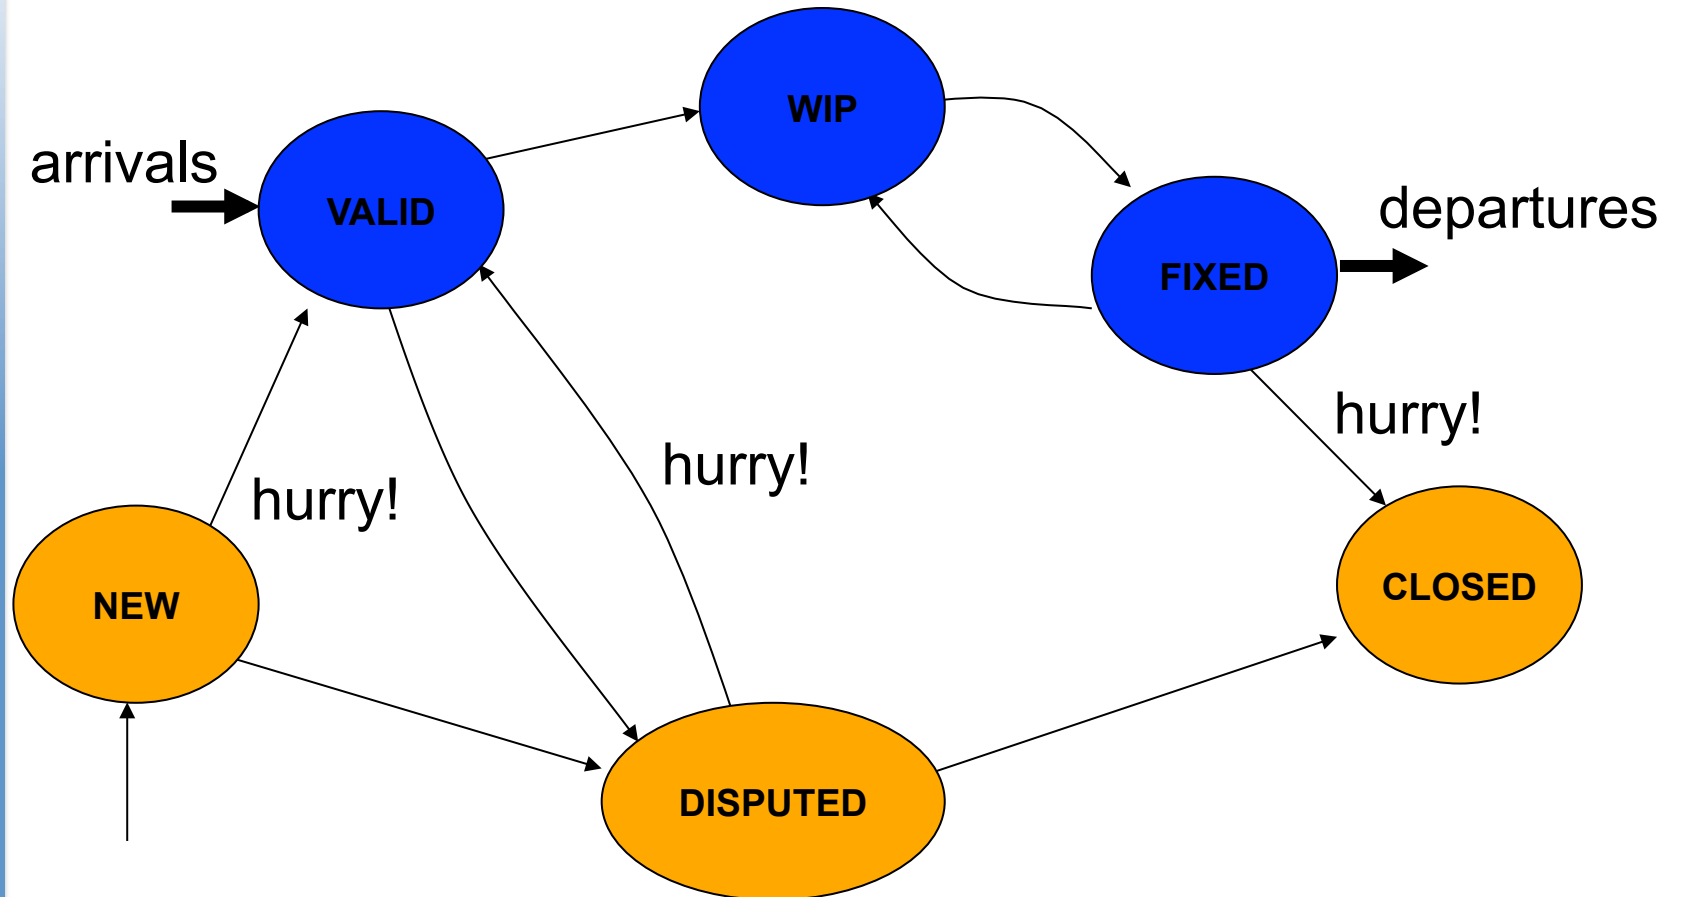 WIP
arrivals
VALID
departures
FIXED
hurry!
hurry!
hurry!
NEW
CLOSED
DISPUTED